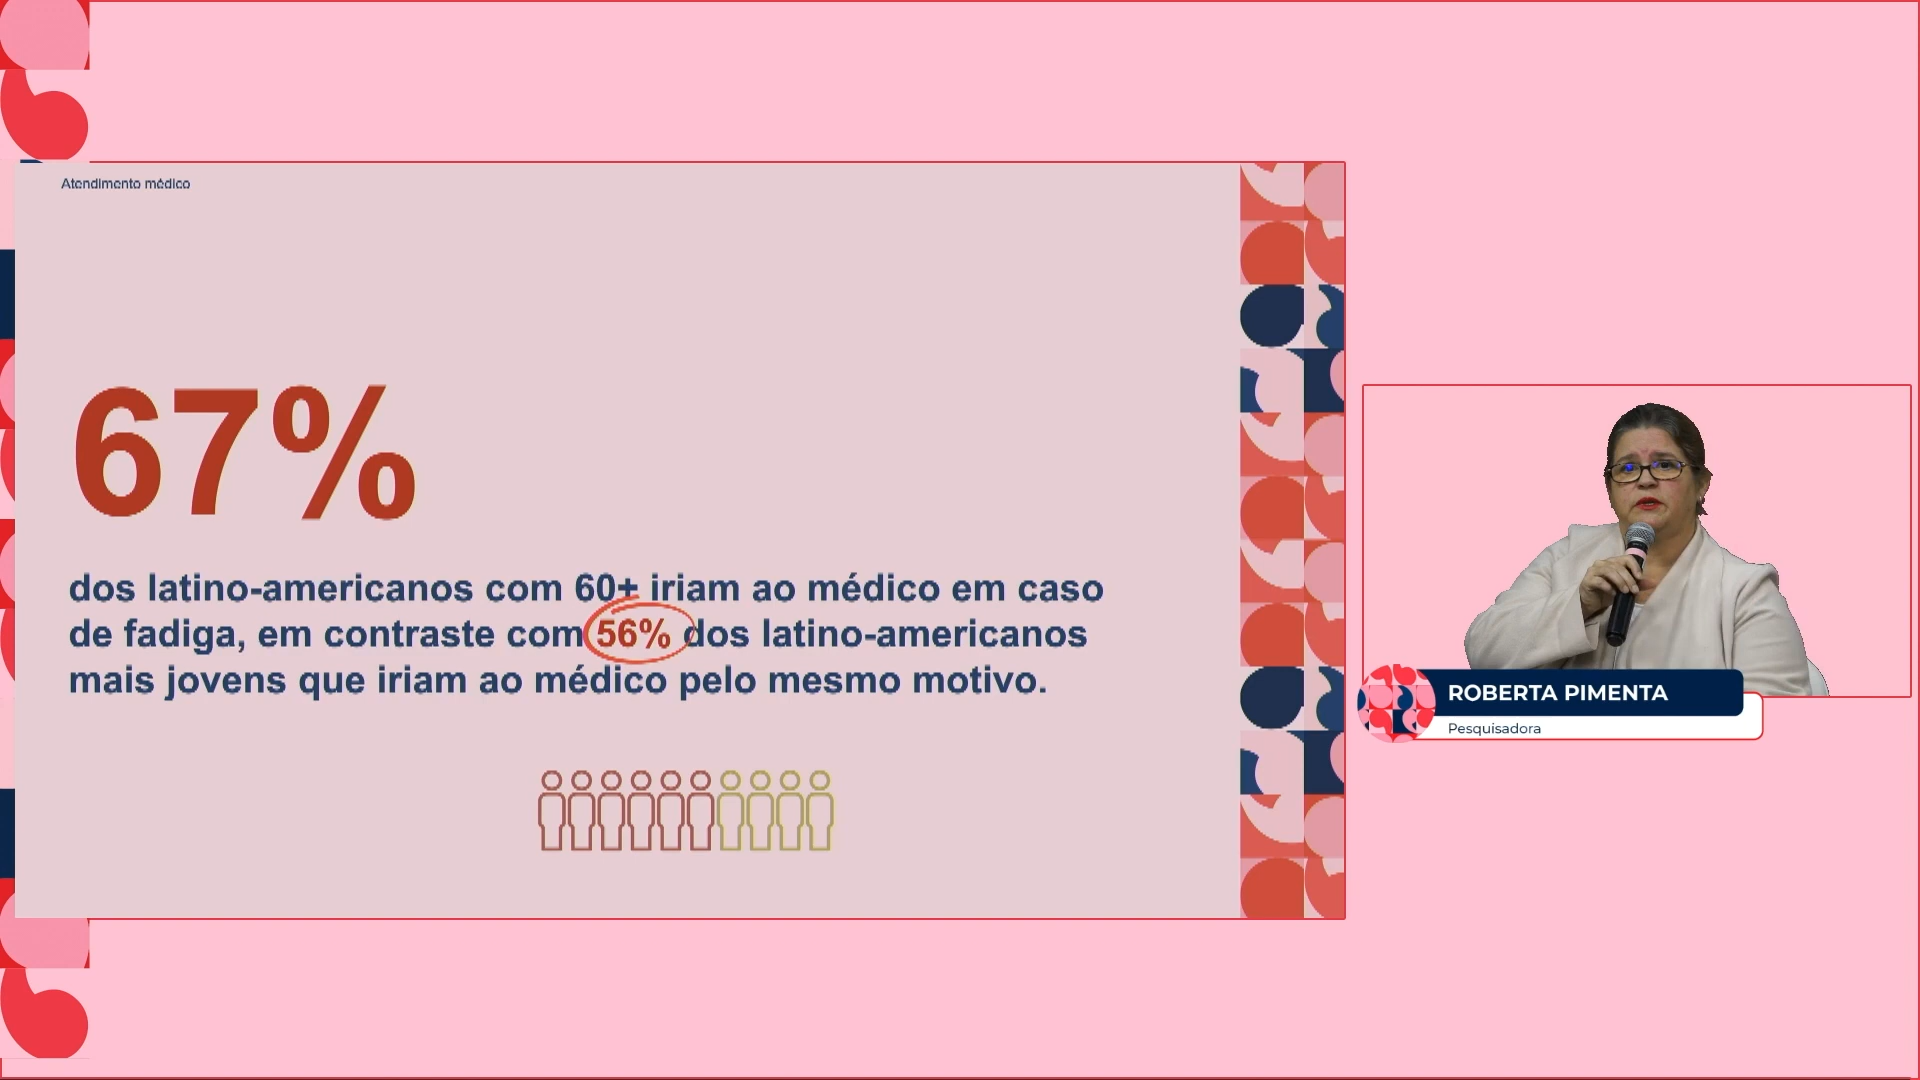 Atendimento médico
67%
dos latino-americanos com 60+ iriam ao médico em caso
de fadiga, em contraste com 56% dos latino-americanos
mais jovens que iriam ao médico pelo mesmo motivo.
ROBERTA PIMENTA
Pesquisadora